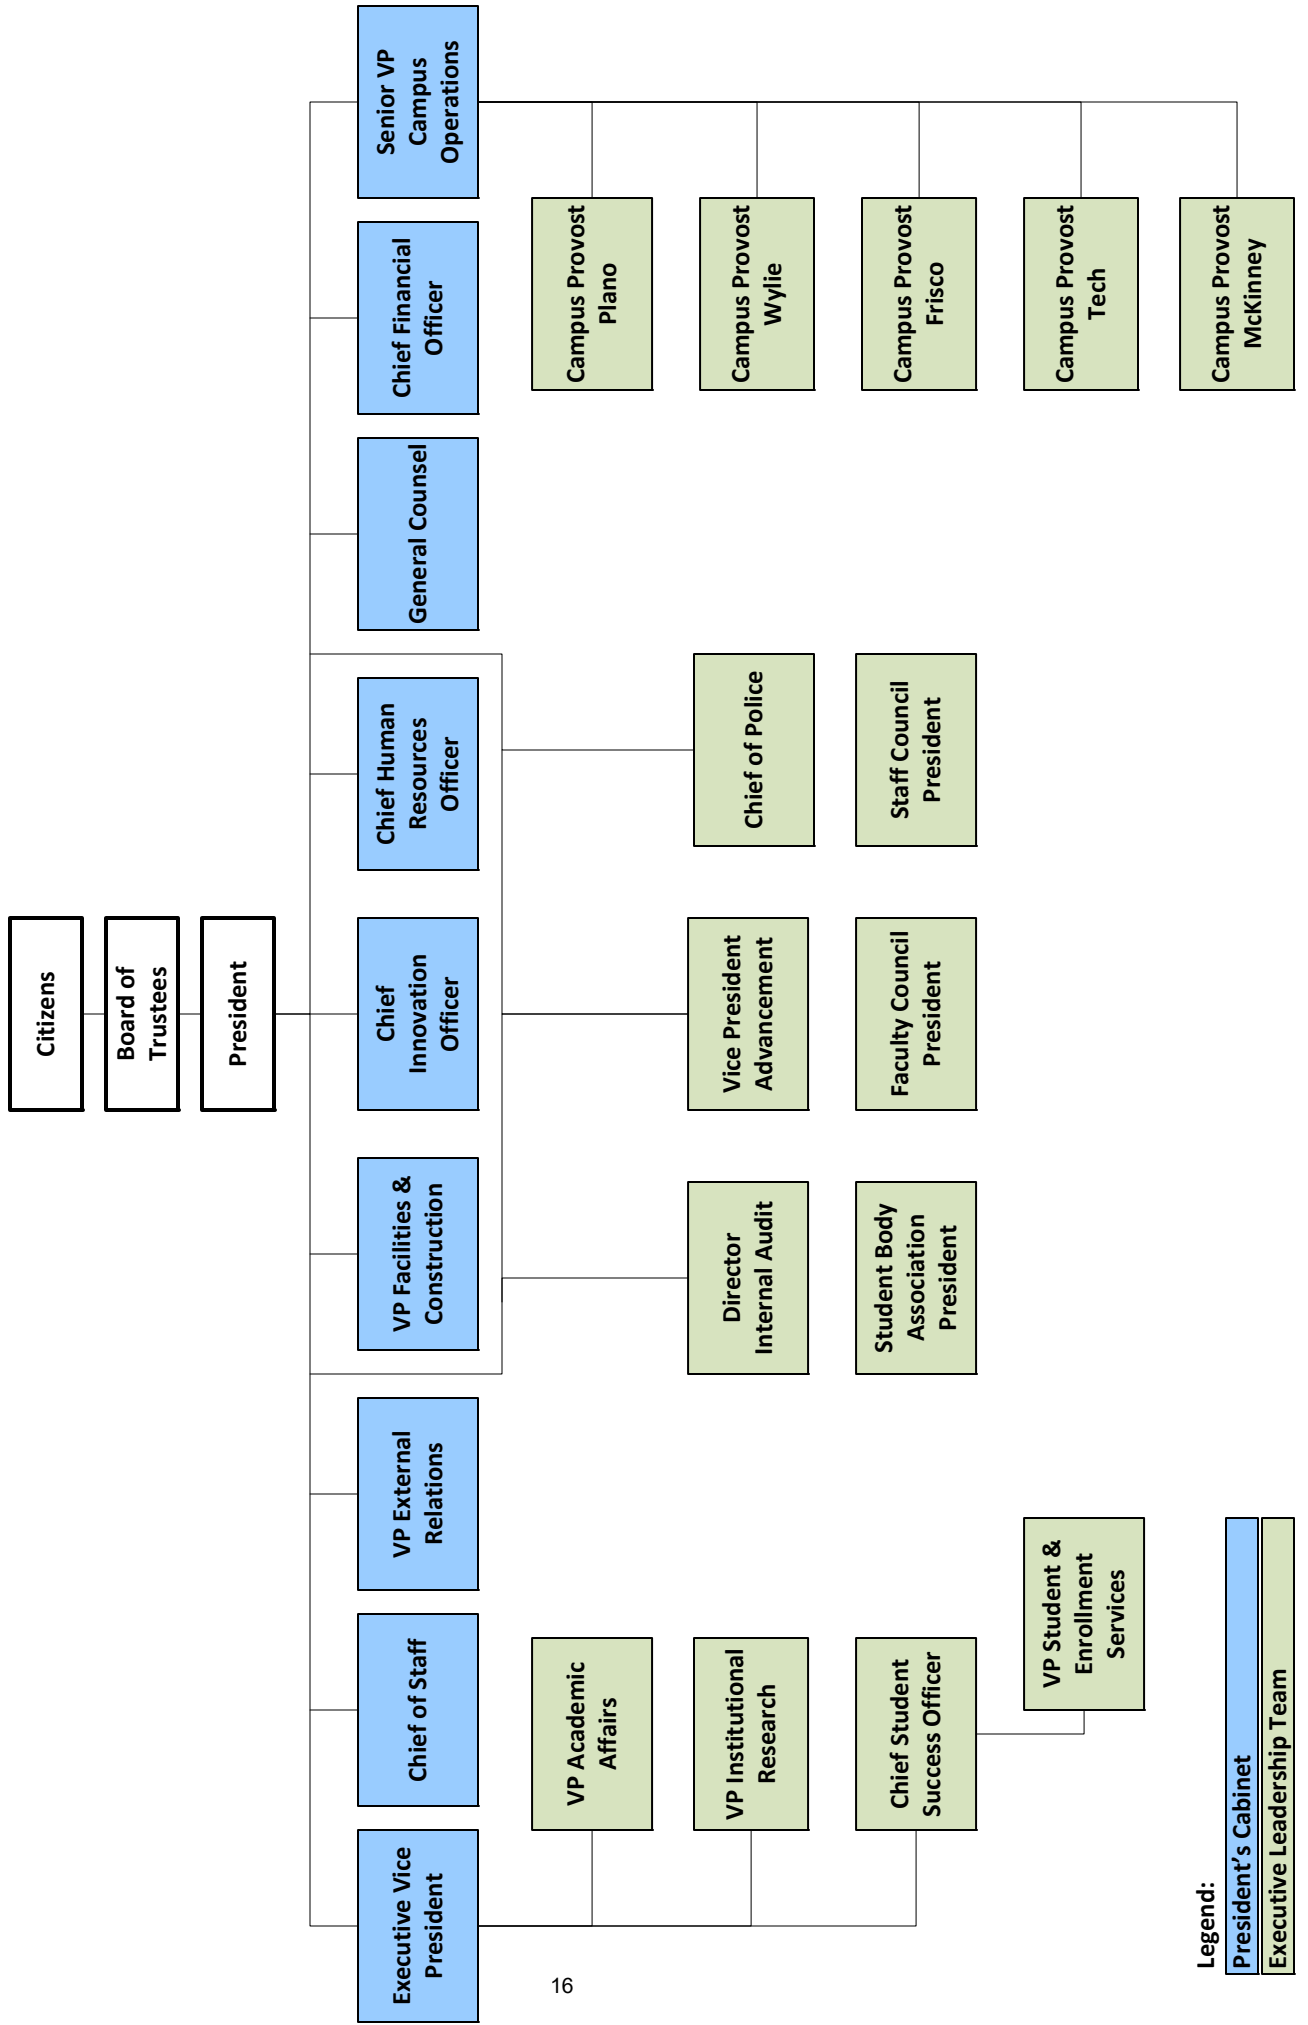 Citizens
Board of
Trustees
President
Executive Vice
President
Chief of Staff
VP External
Relations
VP Facilities &
Construction
Chief
Innovation
Officer
Chief Human
Resources
Officer
General Counsel
Chief Financial
Officer
Senior VP
Campus
Operations
VP Academic
Affairs
VP Institutional
Research
Chief Student
Success Officer
VP Student &
Enrollment
Services
Director
Internal Audit
Vice President
Advancement
Chief of Police
Student Body
Association
President
Faculty Council
President
Staff Council
President
Campus Provost
Plano
Campus Provost
Wylie
Campus Provost
Frisco
Campus Provost
Tech
Campus Provost
McKinney
Legend:
President’s Cabinet
Executive Leadership Team
16